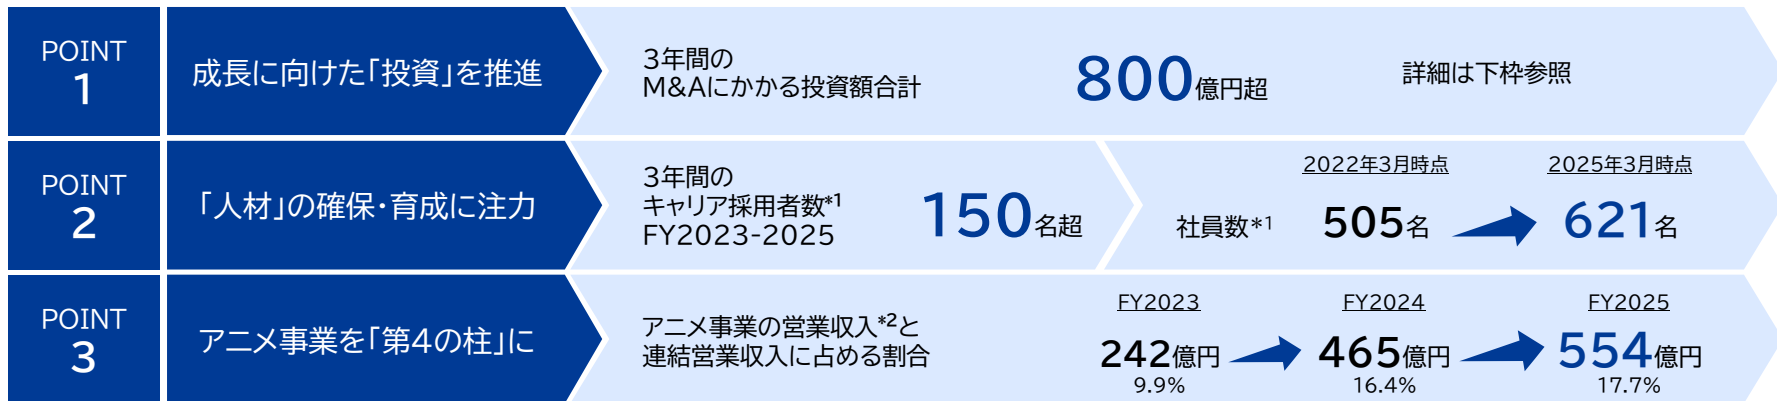 POINT
1
成長に向けた「投資」を推進
3年間の
M&Aにかかる投資額合計
800億円超
詳細は下枠参照
POINT
2
「人材」の確保・育成に注力
3年間の
キャリア採用者数*1
FY2023-2025
150名超
社員数*1
2022年3月時点
505名
2025年3月時点
621名
POINT
3
アニメ事業を「第4の柱」に
アニメ事業の営業収入*2と
連結営業収入に占める割合
FY2023
242億円
9.9%
FY2024
465億円
16.4%
FY2025
554億円
17.7%